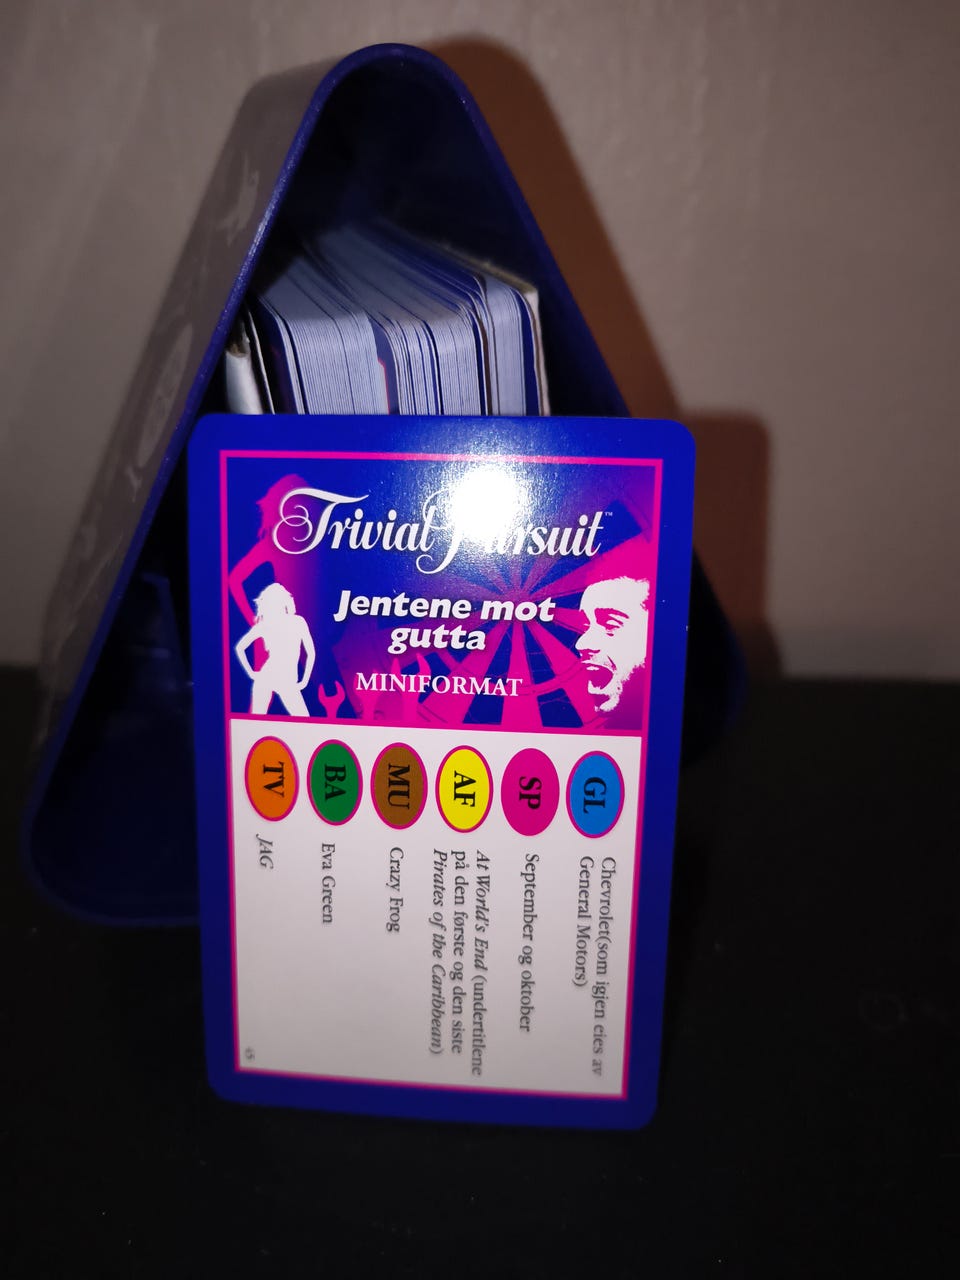 Trivial Pursuit™
Jentene mot
gutta
MINIFORMAT
GL
Chevrolet(som igjen eies av
General Motors)
SP
September og oktober
AF
At World's End (undertitlene
på den første og den siste
Pirates of the Caribbean)
MU
Crazy Frog
BA
Eva Green
TV
JAG